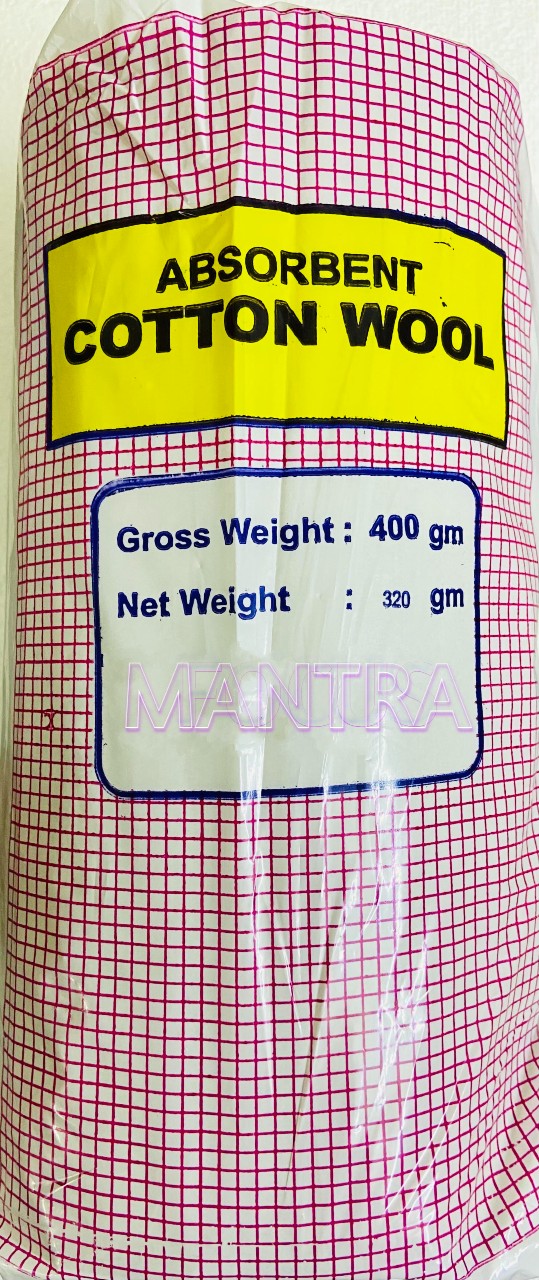 ABSORBENT
COTTON WOOL
Gross Weight : 400 gm
Net Weight : 320 gm
MANTRA